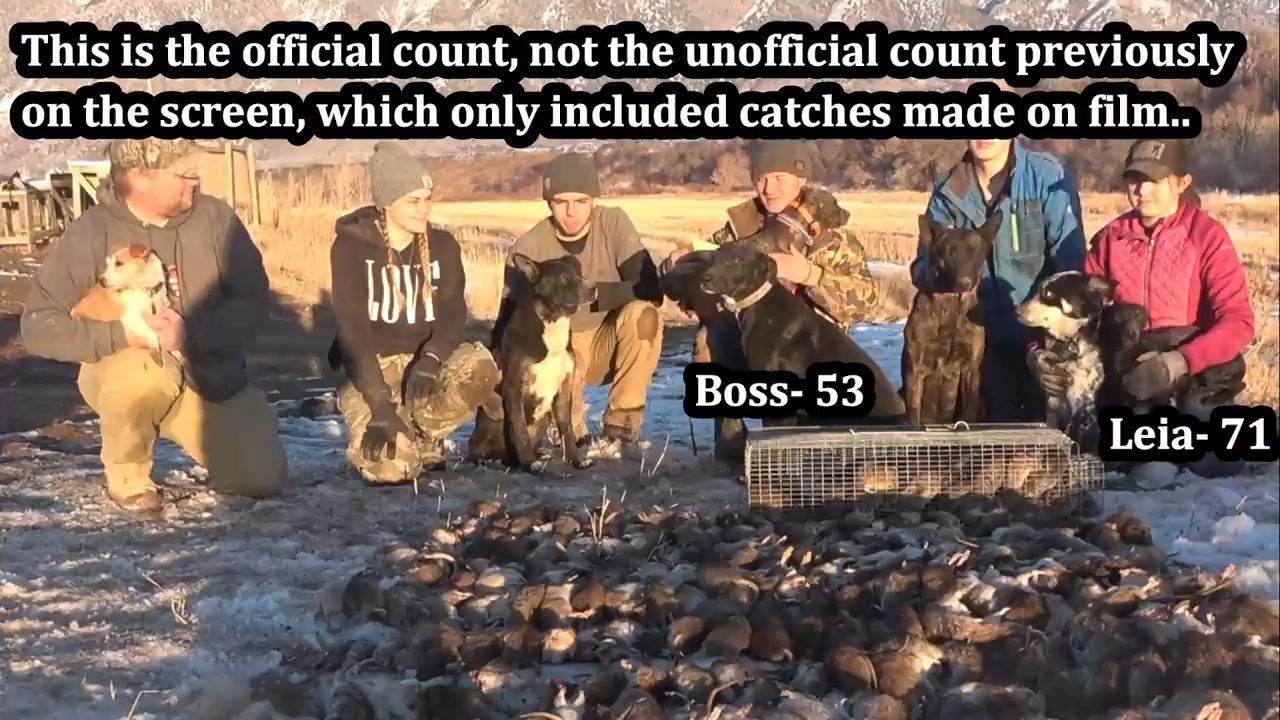 This is the official count, not the unofficial count previously
on the screen, which only included catches made on film..
LOVE
Boss- 53
Leia- 71